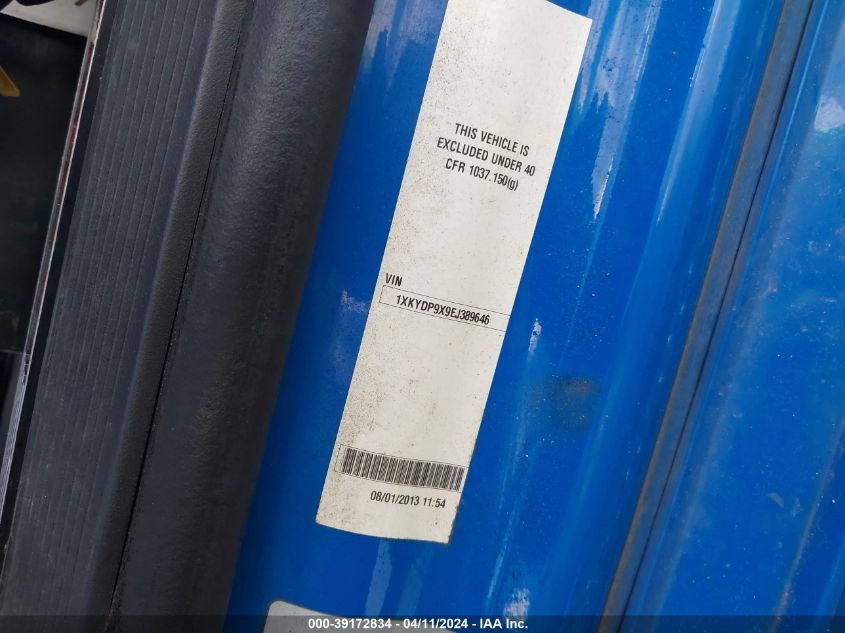 THIS VEHICLE IS
EXCLUDED UNDER 40
CFR 1037.150(g)
VIN
1XKYDP9X9EJ389646
08/01/2013 11:54
000-39172834 - 04/11/2024 - IAA Inc.